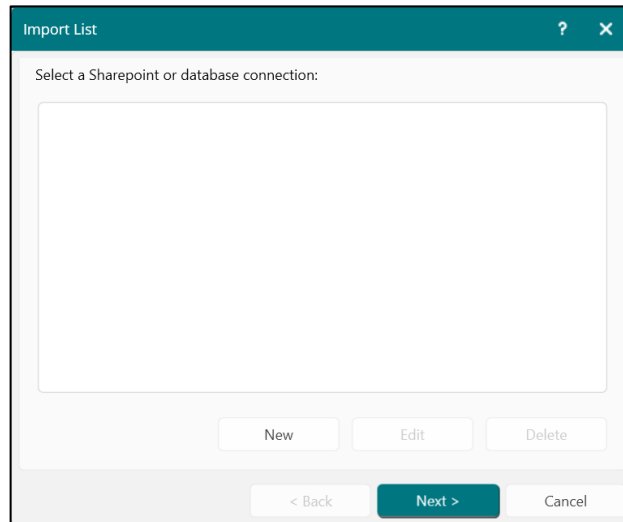 Import List ? ×
Select a Sharepoint or database connection:
New Edit Delete
< Back Next > Cancel